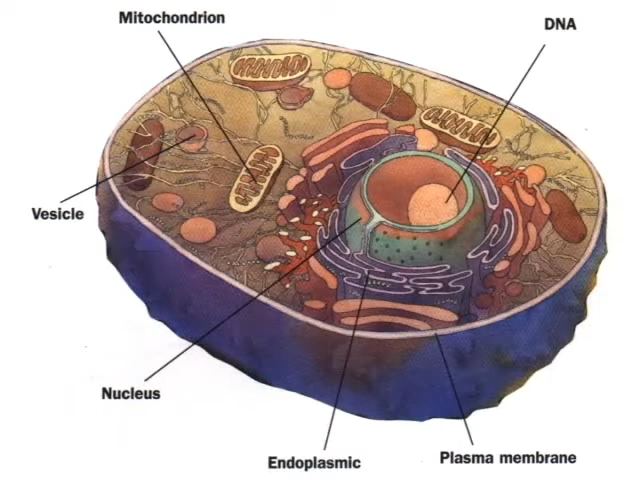 Mitochondrion
DNA
Vesicle
Nucleus
Endoplasmic
Plasma membrane